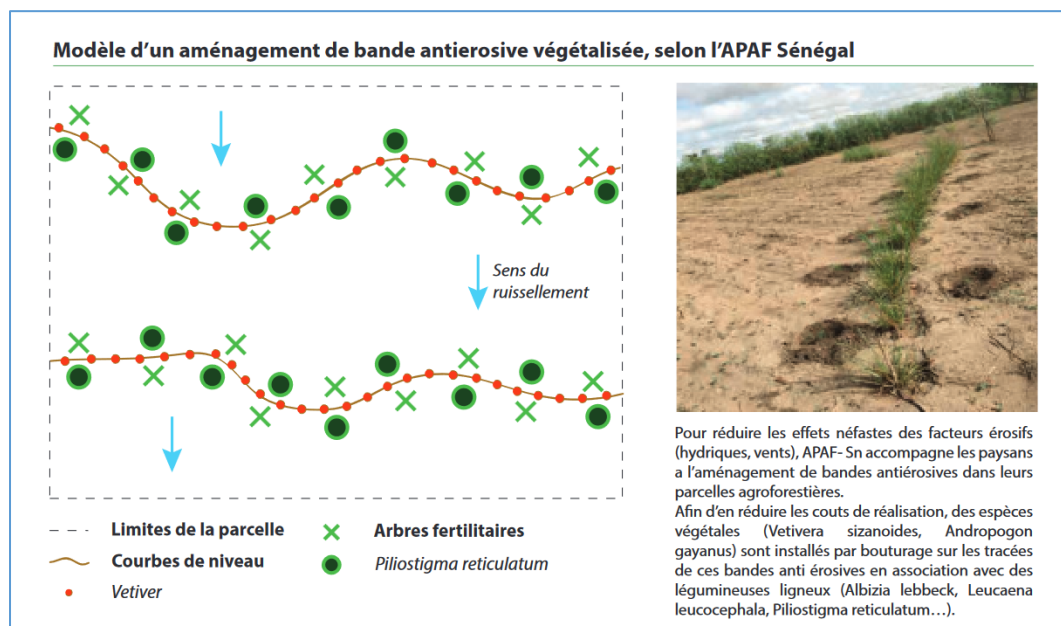 Modèle d'un aménagement de bande antierosive végétalisée, selon l'APAF Sénégal
Sens du
ruissellement
Limites de la parcelle
Courbes de niveau
Vetiver
Arbres fertilitaires
Piliostigma reticulatum
Pour réduire les effets néfastes des facteurs érosifs
(hydriques, vents), APAF- Sn accompagne les paysans
a l'aménagement de bandes antiérosives dans leurs
parcelles agroforestières.
Afin d'en réduire les couts de réalisation, des espèces
végétales (Vetivera sizanoides, Andropogon
gayanus) sont installés par bouturage sur les tracées
de ces bandes anti érosives en association avec des
légumineuses ligneux (Albizia lebbeck, Leucaena
leucocephala, Piliostigma reticulatum…).